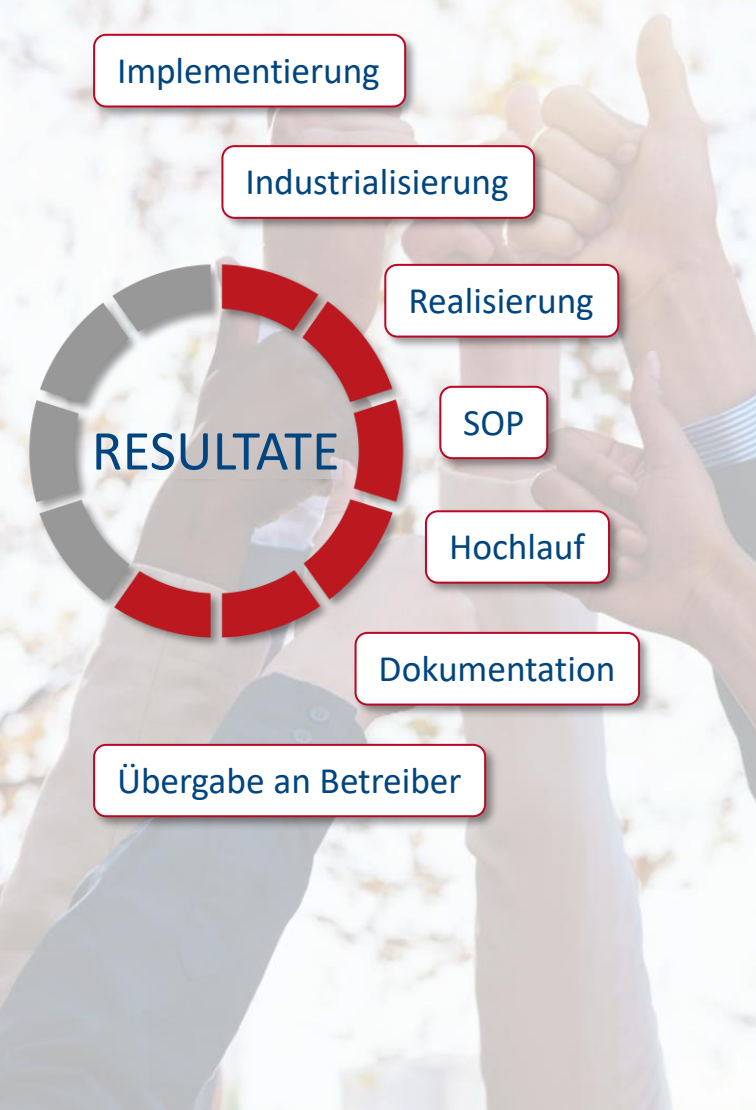 Implementierung
Industrialisierung
Realisierung
SOP
RESULTATE
Hochlauf
Dokumentation
Übergabe an Betreiber